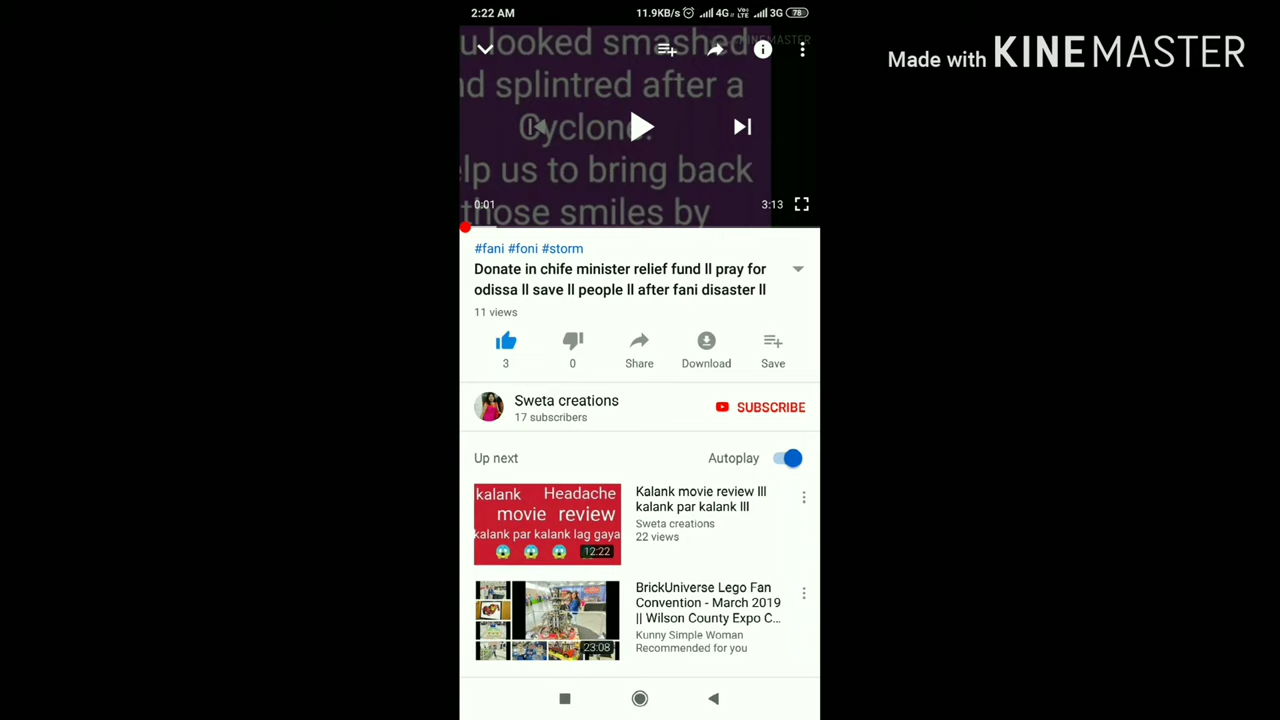 2:22 AM
11.9KB/s 4G VoLTE 3G 78
Made with KINEMASTER
u looked smashed
nd splintred after a
Cyclone.
lp us to bring back
those smiles by
0:01
3:13
#fani #foni #storm
Donate in chife minister relief fund ll pray for
odissa ll save ll people ll after fani disaster ll
11 views
3
0
Share
Download
Save
Sweta creations
17 subscribers
SUBSCRIBE
Up next
Autoplay
kalank Headache
movie review
kalank par kalank lag gaya
12:22
Kalank movie review lll
kalank par kalank lll
Sweta creations
22 views
23:08
BrickUniverse Lego Fan
Convention - March 2019
|| Wilson County Expo C...
Kunny Simple Woman
Recommended for you